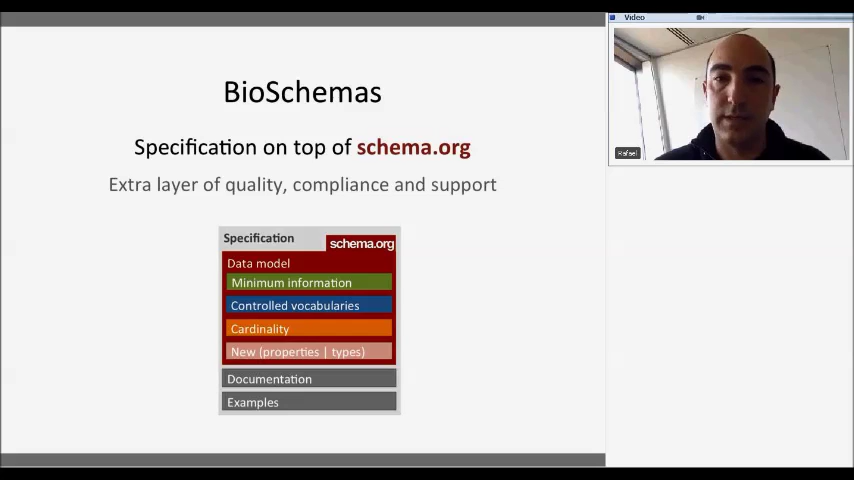 BioSchemas
Specification on top of schema.org
Extra layer of quality, compliance and support
Specification
schema.org
Data model
Minimum information
Controlled vocabularies
Cardinality
New (properties | types)
Documentation
Examples
Video
Rafael